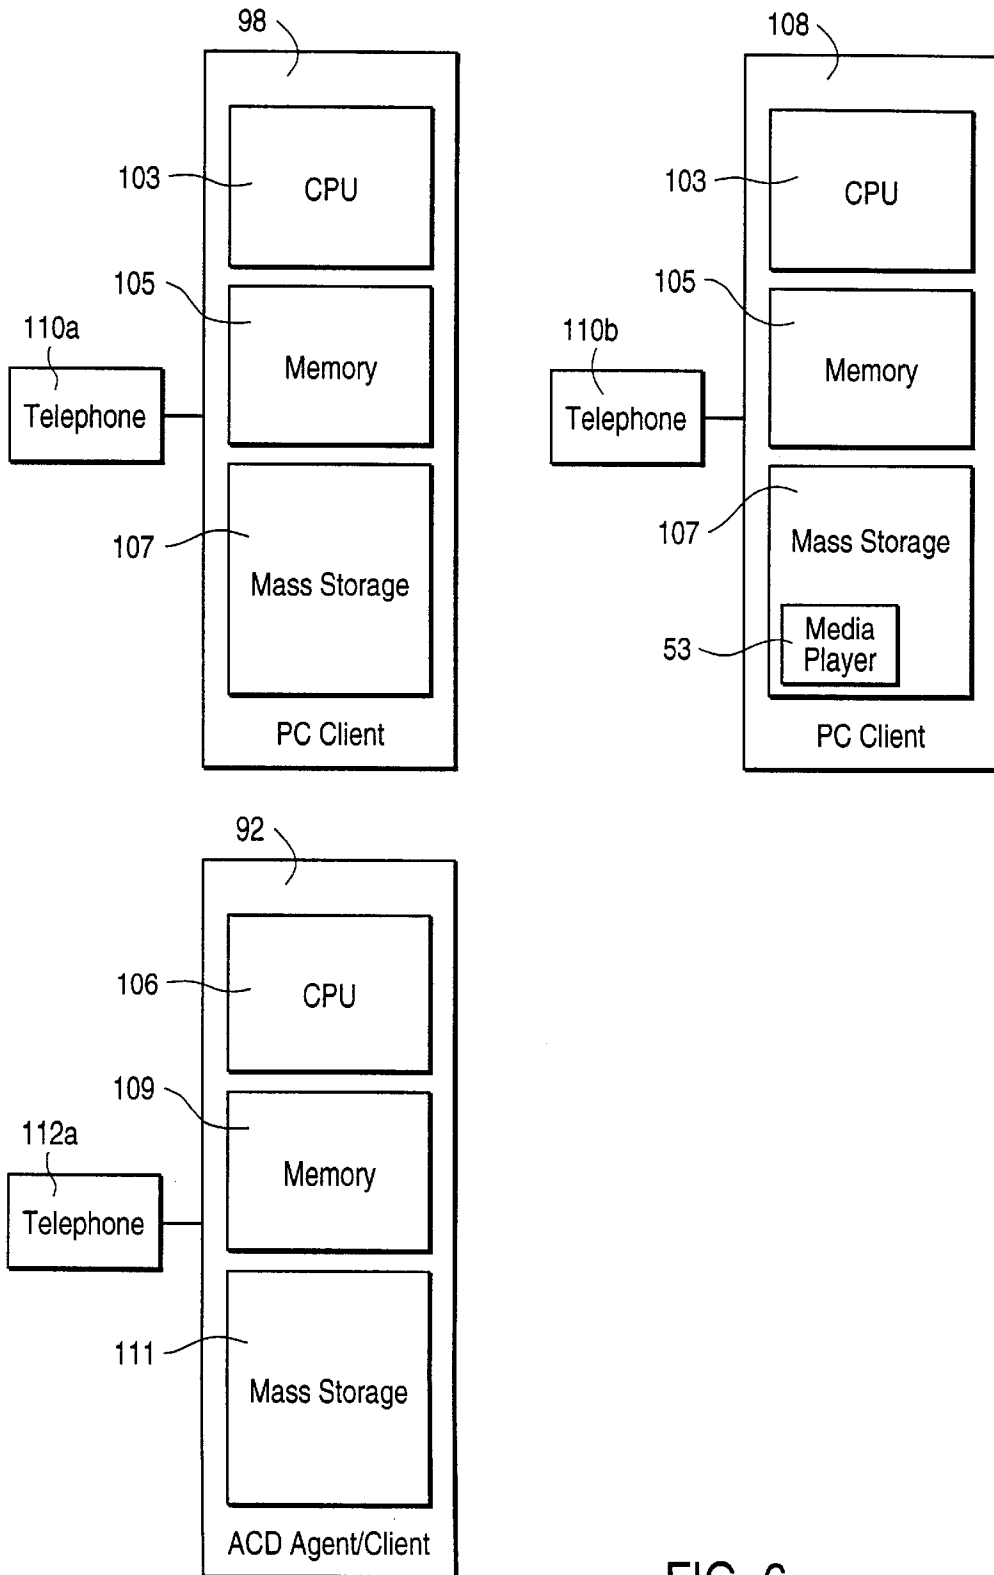 98
103
CPU
105
110a
Memory
Telephone
107
Mass Storage
PC Client
108
103
CPU
105
110b
Memory
Telephone
107
Mass Storage
53
Media
Player
PC Client
92
106
CPU
109
112a
Memory
Telephone
111
Mass Storage
ACD Agent/Client
FIG. 6